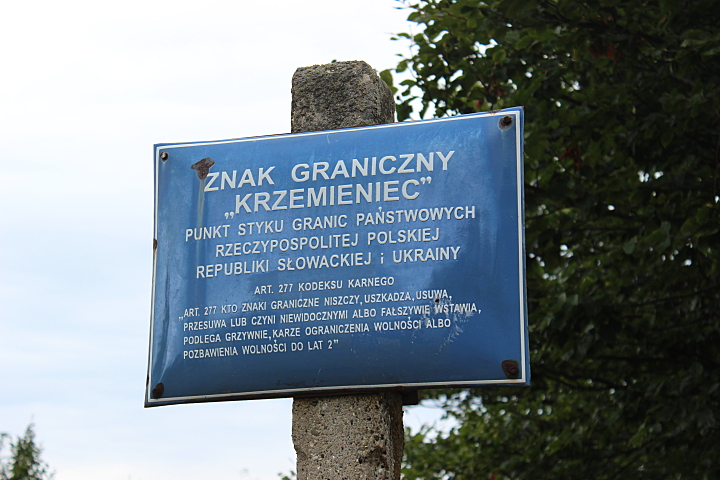 ZNAK GRANICZNY
„KRZEMIENIEC”
PUNKT STYKU GRANIC PAŃSTWOWYCH
RZECZYPOSPOLITEJ POLSKIEJ
REPUBLIKI SŁOWACKIEJ i UKRAINY
ART. 277 KODEKSU KARNEGO
„ART. 277 KTO ZNAKI GRANICZNE NISZCZY, USZKADZA, USUWA,
PRZESUWA LUB CZYNI NIEWIDOCZNYMI ALBO FAŁSZYWIE WSTAWIA,
PODLEGA GRZYWNIE, KARZE OGRANICZENIA WOLNOŚCI ALBO
POZBAWIENIA WOLNOŚCI DO LAT 2”